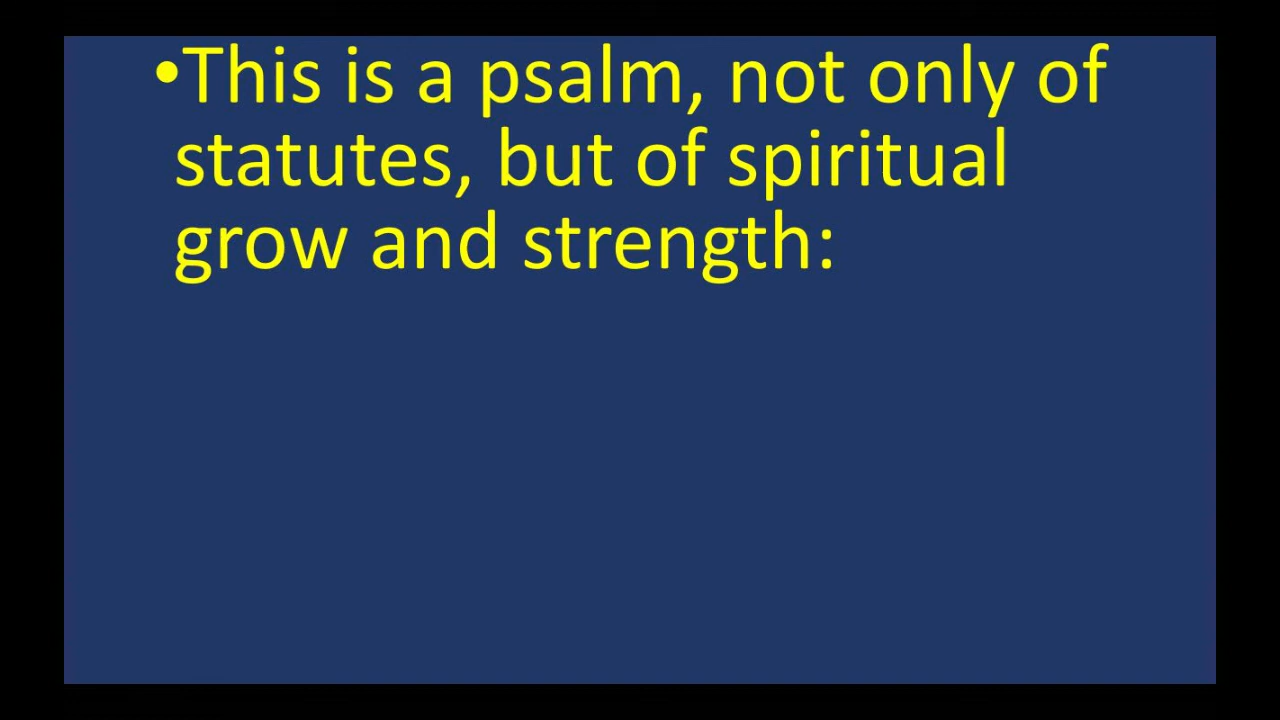 •This is a psalm, not only of
statutes, but of spiritual
grow and strength: